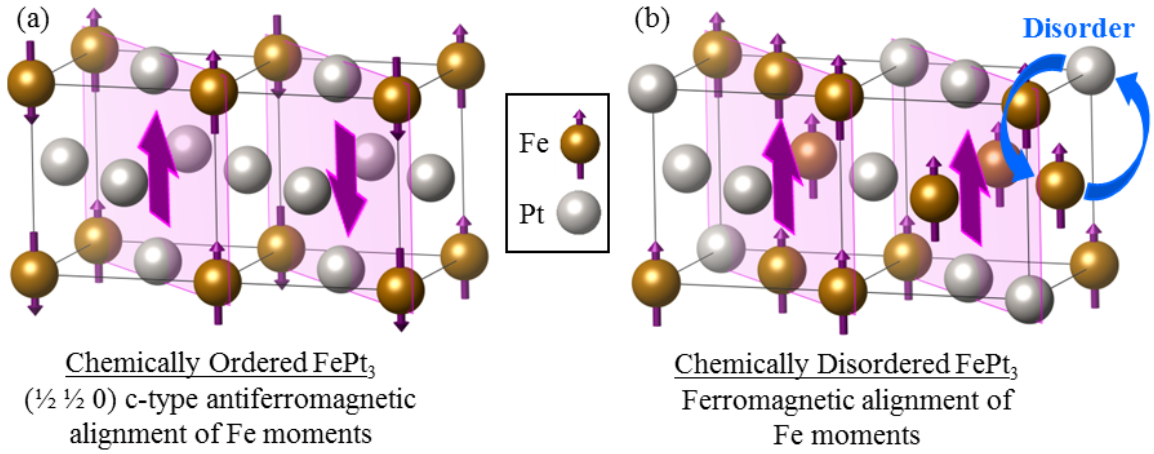 (a)
(b)
Disorder
Fe
Pt
Chemically Ordered FePt₃
(½ ½ 0) c-type antiferromagnetic
alignment of Fe moments
Chemically Disordered FePt₃
Ferromagnetic alignment of
Fe moments